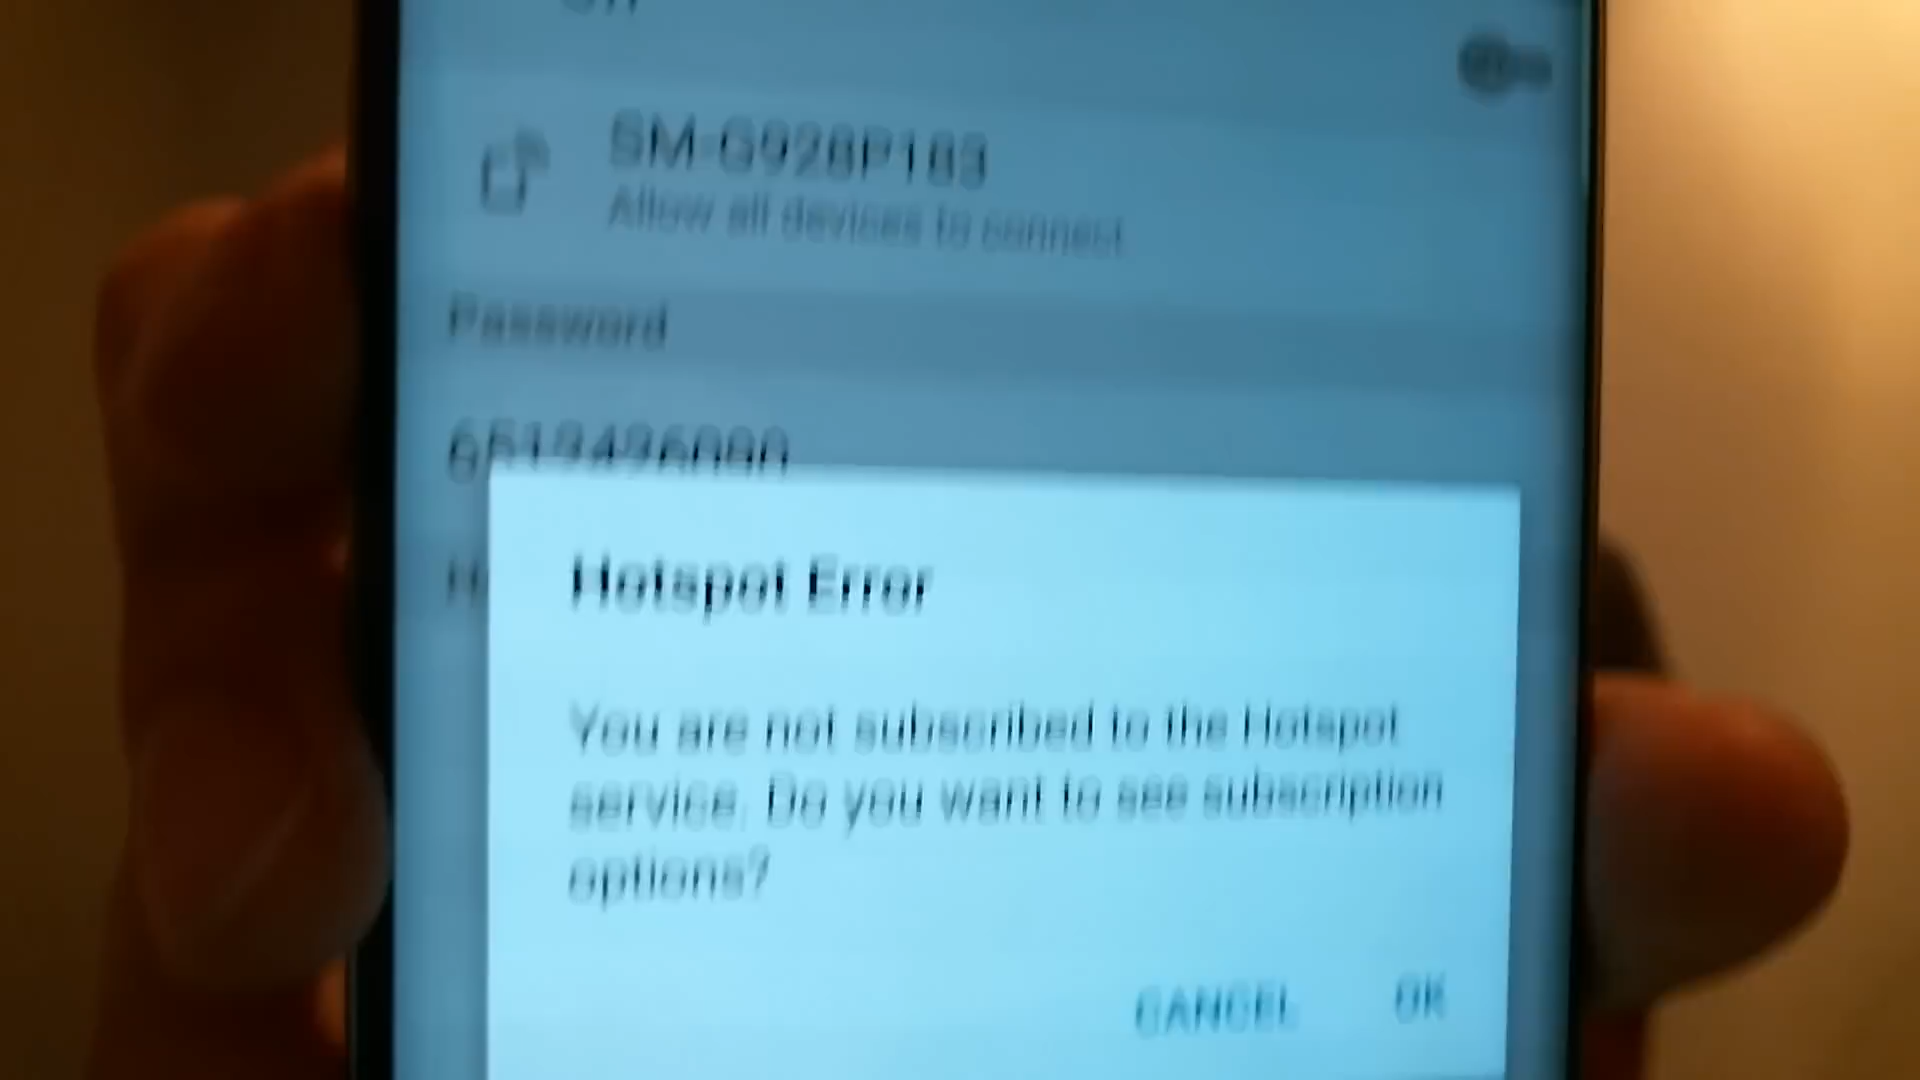 SM-G928P183
Allow all devices to connect
Password
Hotspot Error
You are not subscribed to the Hotspot
service. Do you want to see subscription
options?
CANCEL OK